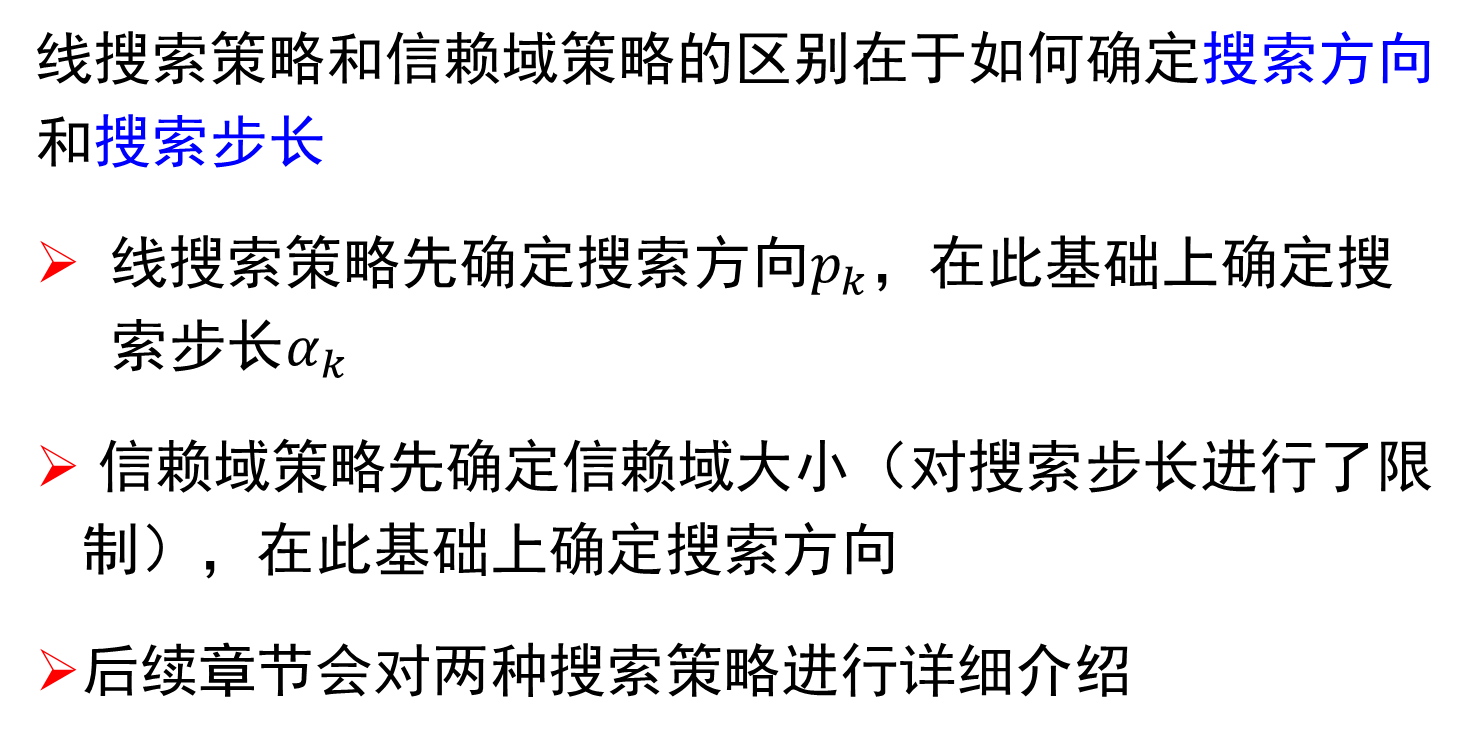 线搜索策略和信赖域策略的区别在于如何确定搜索方向
和搜索步长
➢ 线搜索策略先确定搜索方向pₖ，在此基础上确定搜
索步长αₖ
➢ 信赖域策略先确定信赖域大小（对搜索步长进行了限
制），在此基础上确定搜索方向
➢后续章节会对两种搜索策略进行详细介绍